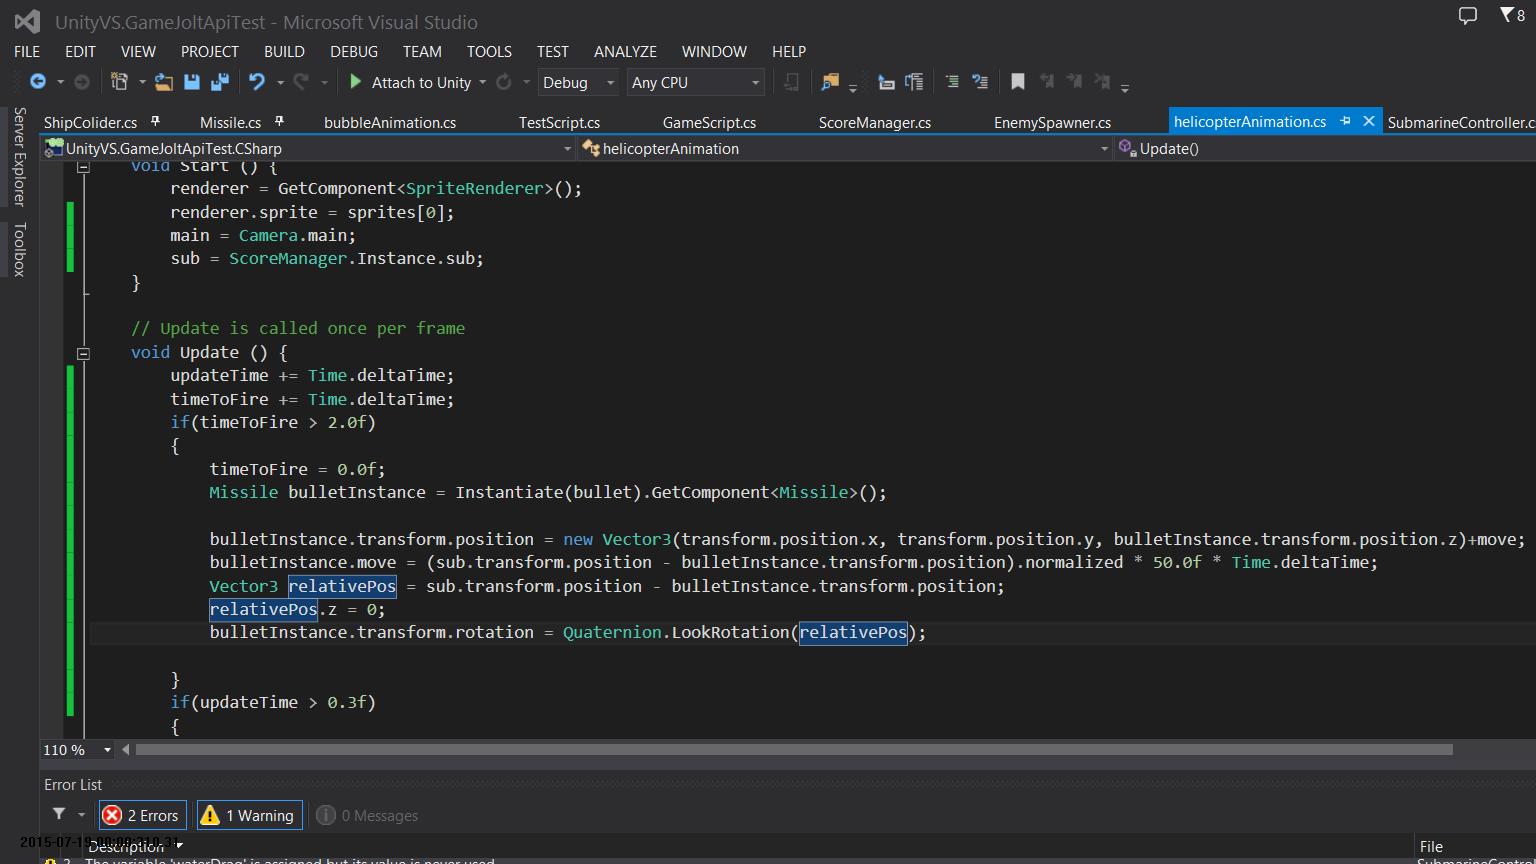 UnityVS.GameJoltApiTest - Microsoft Visual Studio
8
FILE EDIT VIEW PROJECT BUILD DEBUG TEAM TOOLS TEST ANALYZE WINDOW HELP
Attach to Unity Debug Any CPU
Server Explorer
Toolbox
ShipColider.cs Missile.cs bubbleAnimation.cs TestScript.cs GameScript.cs ScoreManager.cs EnemySpawner.cs helicopterAnimation.cs SubmarineController.cs
UnityVS.GameJoltApiTest.CSharp helicopterAnimation Update()
void Start () {
renderer = GetComponent<SpriteRenderer>();
renderer.sprite = sprites[0];
main = Camera.main;
sub = ScoreManager.Instance.sub;
}
// Update is called once per frame
void Update () {
updateTime += Time.deltaTime;
timeToFire += Time.deltaTime;
if(timeToFire > 2.0f)
{
timeToFire = 0.0f;
Missile bulletInstance = Instantiate(bullet).GetComponent<Missile>();
bulletInstance.transform.position = new Vector3(transform.position.x, transform.position.y, bulletInstance.transform.position.z)+move;
bulletInstance.move = (sub.transform.position - bulletInstance.transform.position).normalized * 50.0f * Time.deltaTime;
Vector3 relativePos = sub.transform.position - bulletInstance.transform.position;
relativePos.z = 0;
bulletInstance.transform.rotation = Quaternion.LookRotation(relativePos);
}
if(updateTime > 0.3f)
{
110 %
Error List
2 Errors 1 Warning 0 Messages
Description File
The variable 'waterDrag' is assigned but its value is never used